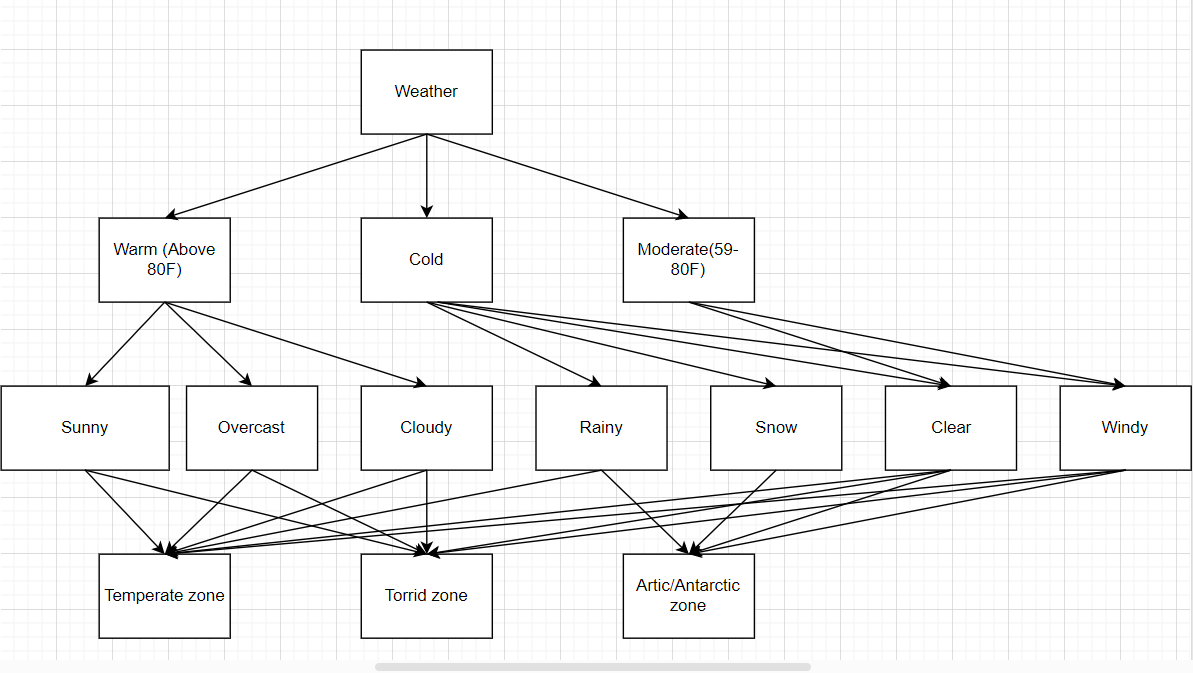 Weather
Warm (Above
80F)
Cold
Moderate(59-
80F)
Sunny
Overcast
Cloudy
Rainy
Snow
Clear
Windy
Temperate zone
Torrid zone
Artic/Antarctic
zone